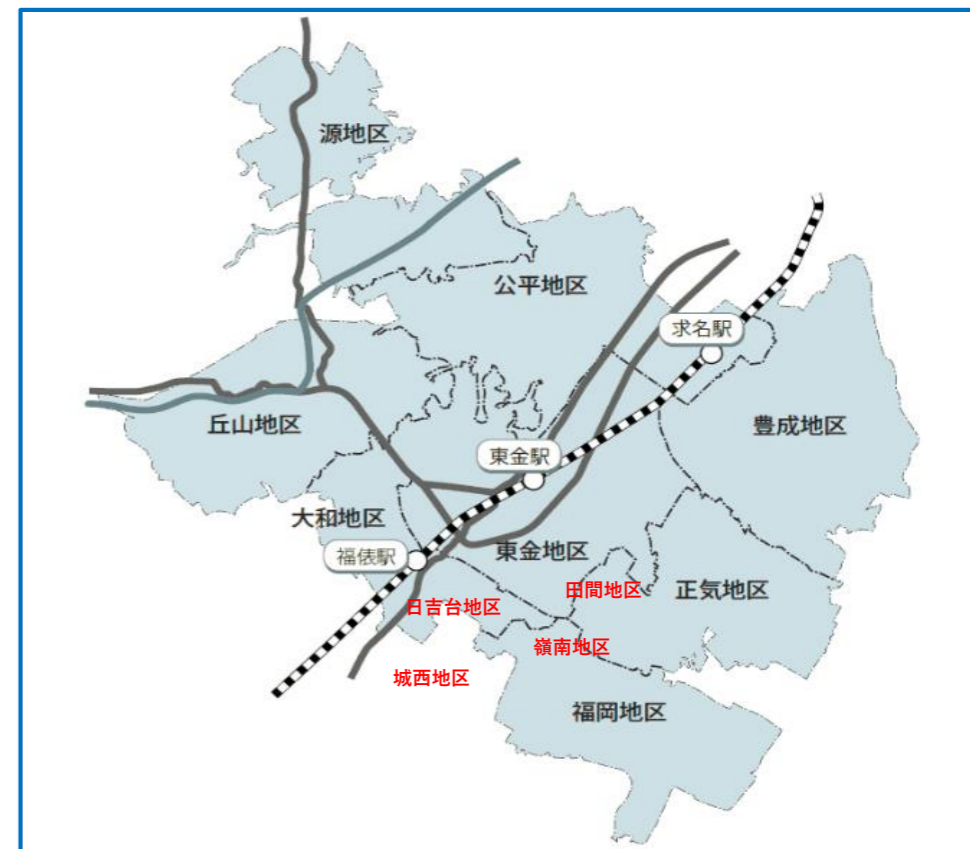 源地区
公平地区
求名駅
丘山地区
豊成地区
東金駅
大和地区
福俵駅
東金地区
田間地区
正気地区
日吉台地区
嶺南地区
城西地区
福岡地区